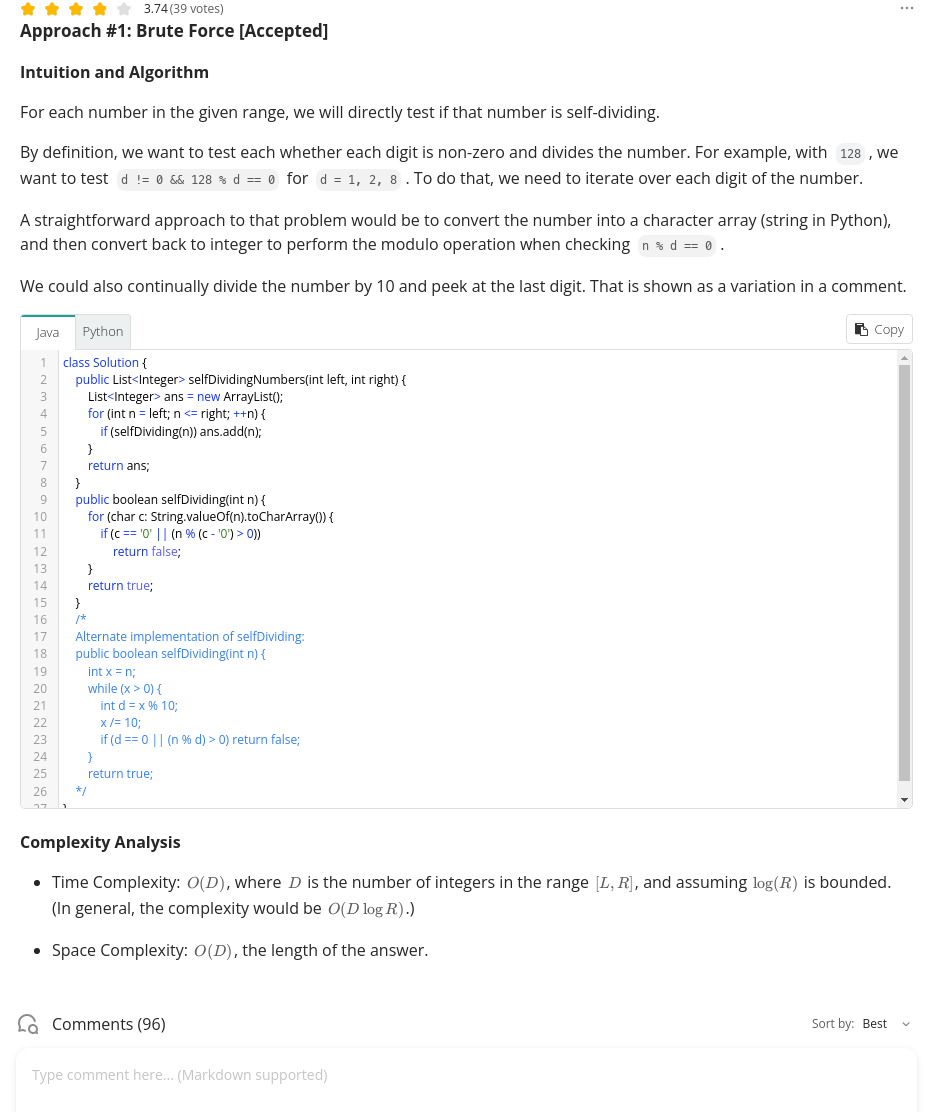 3.74 (39 votes)
...
Approach #1: Brute Force [Accepted]
Intuition and Algorithm
For each number in the given range, we will directly test if that number is self-dividing.
By definition, we want to test each whether each digit is non-zero and divides the number. For example, with 128 , we
want to test d != 0 && 128 % d == 0 for d = 1, 2, 8 . To do that, we need to iterate over each digit of the number.
A straightforward approach to that problem would be to convert the number into a character array (string in Python),
and then convert back to integer to perform the modulo operation when checking n % d == 0 .
We could also continually divide the number by 10 and peek at the last digit. That is shown as a variation in a comment.
Java Python Copy
1 class Solution {
2 public List<Integer> selfDividingNumbers(int left, int right) {
3 List<Integer> ans = new ArrayList();
4 for (int n = left; n <= right; ++n) {
5 if (selfDividing(n)) ans.add(n);
6 }
7 return ans;
8 }
9 public boolean selfDividing(int n) {
10 for (char c: String.valueOf(n).toCharArray()) {
11 if (c == '0' || (n % (c - '0') > 0))
12 return false;
13 }
14 return true;
15 }
16 /*
17 Alternate implementation of selfDividing:
18 public boolean selfDividing(int n) {
19 int x = n;
20 while (x > 0) {
21 int d = x % 10;
22 x /= 10;
23 if (d == 0 || (n % d) > 0) return false;
24 }
25 return true;
26 */
27 }
Complexity Analysis
• Time Complexity: O(D), where D is the number of integers in the range [L, R], and assuming log(R) is bounded.
(In general, the complexity would be O(D log R).)
• Space Complexity: O(D), the length of the answer.
Comments (96) Sort by: Best
Type comment here... (Markdown supported)